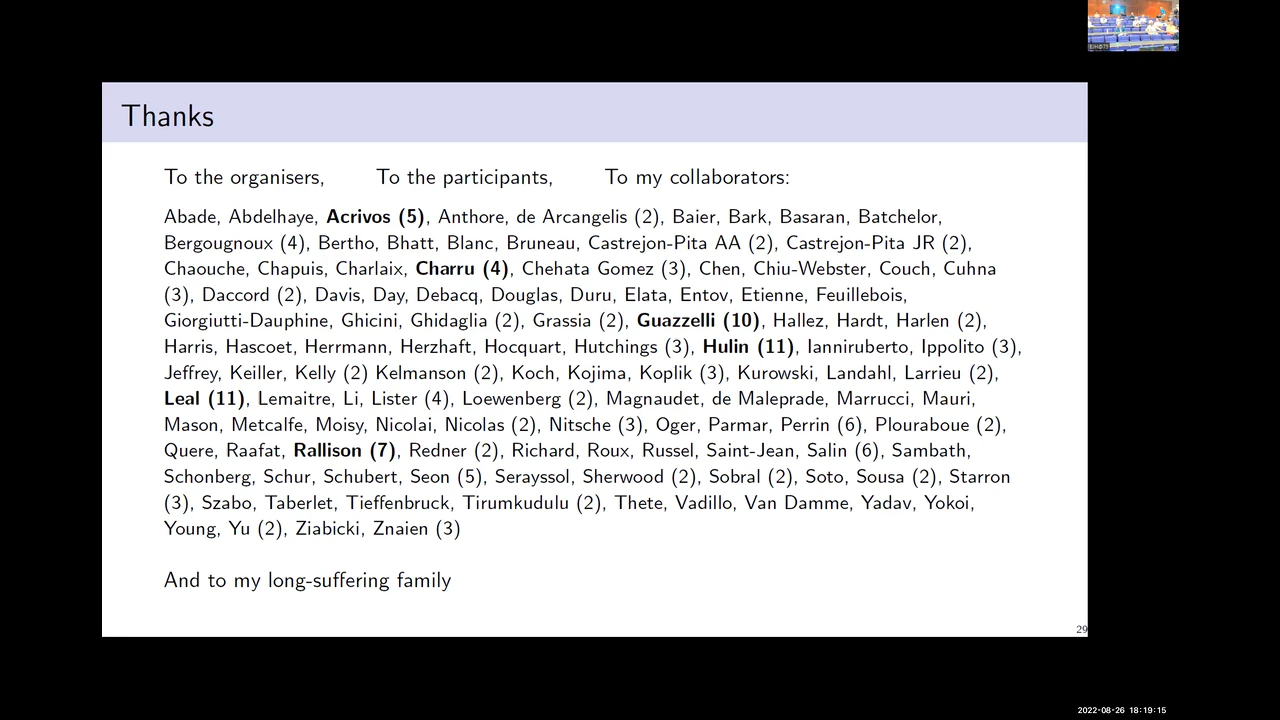 Thanks
To the organisers, To the participants, To my collaborators:
Abade, Abdelhaye, Acrivos (5), Anthore, de Arcangelis (2), Baier, Bark, Basaran, Batchelor,
Bergougnoux (4), Bertho, Bhatt, Blanc, Bruneau, Castrejon-Pita AA (2), Castrejon-Pita JR (2),
Chaouche, Chapuis, Charlaix, Charru (4), Chehata Gomez (3), Chen, Chiu-Webster, Couch, Cuhna
(3), Daccord (2), Davis, Day, Debacq, Douglas, Duru, Elata, Entov, Etienne, Feuillebois,
Giorgiutti-Dauphine, Ghicini, Ghidaglia (2), Grassia (2), Guazzelli (10), Hallez, Hardt, Harlen (2),
Harris, Hascoet, Herrmann, Herzhaft, Hocquart, Hutchings (3), Hulin (11), Ianniruberto, Ippolito (3),
Jeffrey, Keiller, Kelly (2) Kelmanson (2), Koch, Kojima, Koplik (3), Kurowski, Landahl, Larrieu (2),
Leal (11), Lemaitre, Li, Lister (4), Loewenberg (2), Magnaudet, de Maleprade, Marrucci, Mauri,
Mason, Metcalfe, Moisy, Nicolai, Nicolas (2), Nitsche (3), Oger, Parmar, Perrin (6), Plouraboue (2),
Quere, Raafat, Rallison (7), Redner (2), Richard, Roux, Russel, Saint-Jean, Salin (6), Sambath,
Schonberg, Schur, Schubert, Seon (5), Serayssol, Sherwood (2), Sobral (2), Soto, Sousa (2), Starron
(3), Szabo, Taberlet, Tieffenbruck, Tirumkudulu (2), Thete, Vadillo, Van Damme, Yadav, Yokoi,
Young, Yu (2), Ziabicki, Znaien (3)
And to my long-suffering family
29
2022-08-26 18:19:15